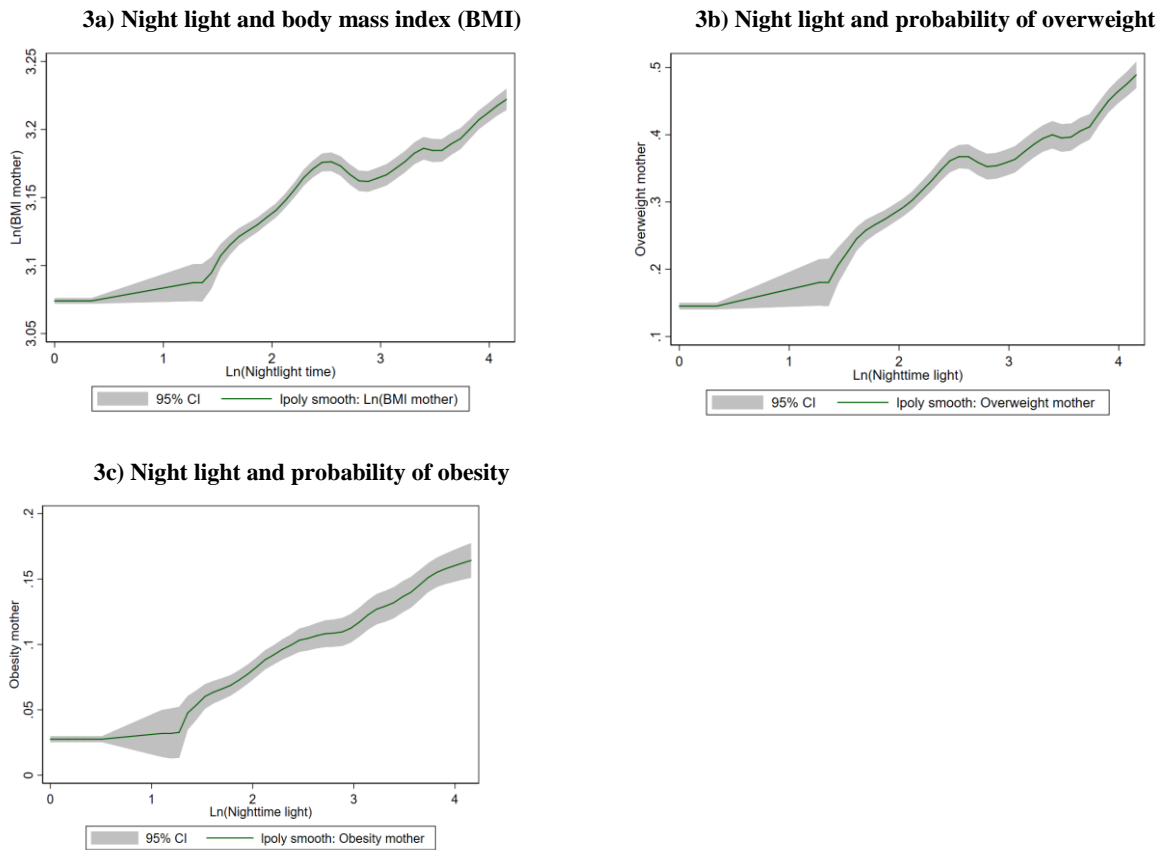 3a) Night light and body mass index (BMI)
3.25
3.2
3.15
3.1
3.05
Ln(BMI mother)
0 1 2 3 4
Ln(Nightlight time)
95% CI lpoly smooth: Ln(BMI mother)
3b) Night light and probability of overweight
.5
.4
.3
.2
.1
Overweight mother
0 1 2 3 4
Ln(Nighttime light)
95% CI lpoly smooth: Overweight mother
3c) Night light and probability of obesity
.2
.15
.1
.05
0
Obesity mother
0 1 2 3 4
Ln(Nighttime light)
95% CI lpoly smooth: Obesity mother